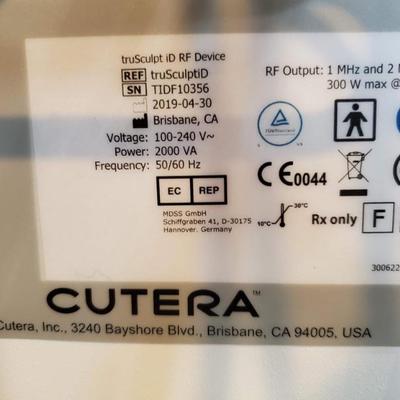 truSculpt iD RF Device
REF truSculptiD
SN TIDF10356
2019-04-30
Brisbane, CA
Voltage: 100-240 V~
Power: 2000 VA
Frequency: 50/60 Hz
EC REP
MDSS GmbH
Schiffgraben 41, D-30175
Hannover. Germany
RF Output: 1 MHz and 2
300 W max @
CE0044
10°C 30°C
Rx only F
300622
CUTERA™
Cutera, Inc., 3240 Bayshore Blvd., Brisbane, CA 94005, USA